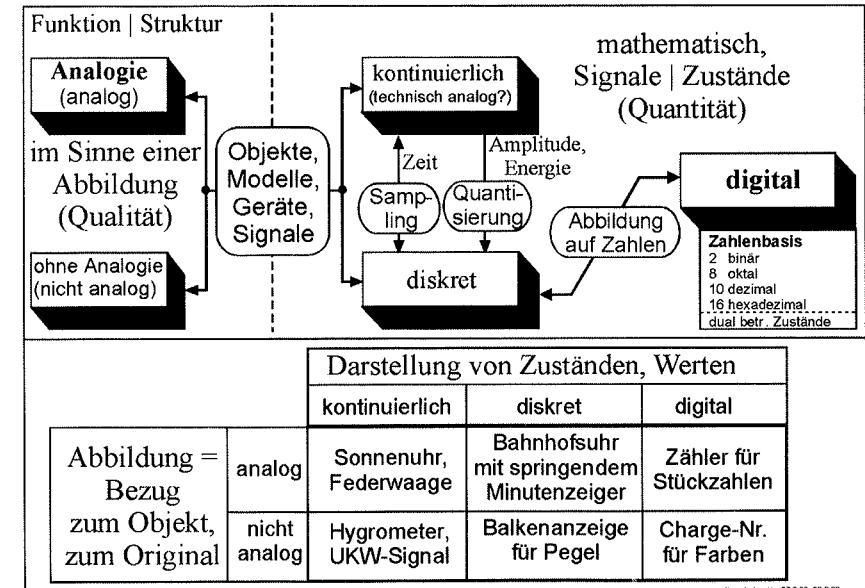 Funktion | Struktur
Analogie
(analog)
im Sinne einer
Abbildung
(Qualität)
ohne Analogie
(nicht analog)
Objekte,
Modelle,
Geräte,
Signale
kontinuierlich
(technisch analog?)
Zeit
Amplitude,
Energie
Samp-
ling
Quanti-
sierung
diskret
mathematisch,
Signale | Zustände
(Quantität)
Abbildung
auf Zahlen
digital
Zahlenbasis
2 binär
8 oktal
10 dezimal
16 hexadezimal
dual betr. Zustände
Darstellung von Zuständen, Werten
kontinuierlich diskret digital
Abbildung =
Bezug
zum Objekt,
zum Original
analog
Sonnenuhr,
Federwaage
Bahnhofsuhr
mit springendem
Minutenzeiger
Zähler für
Stückzahlen
nicht
analog
Hygrometer,
UKW-Signal
Balkenanzeige
für Pegel
Charge-Nr.
für Farben